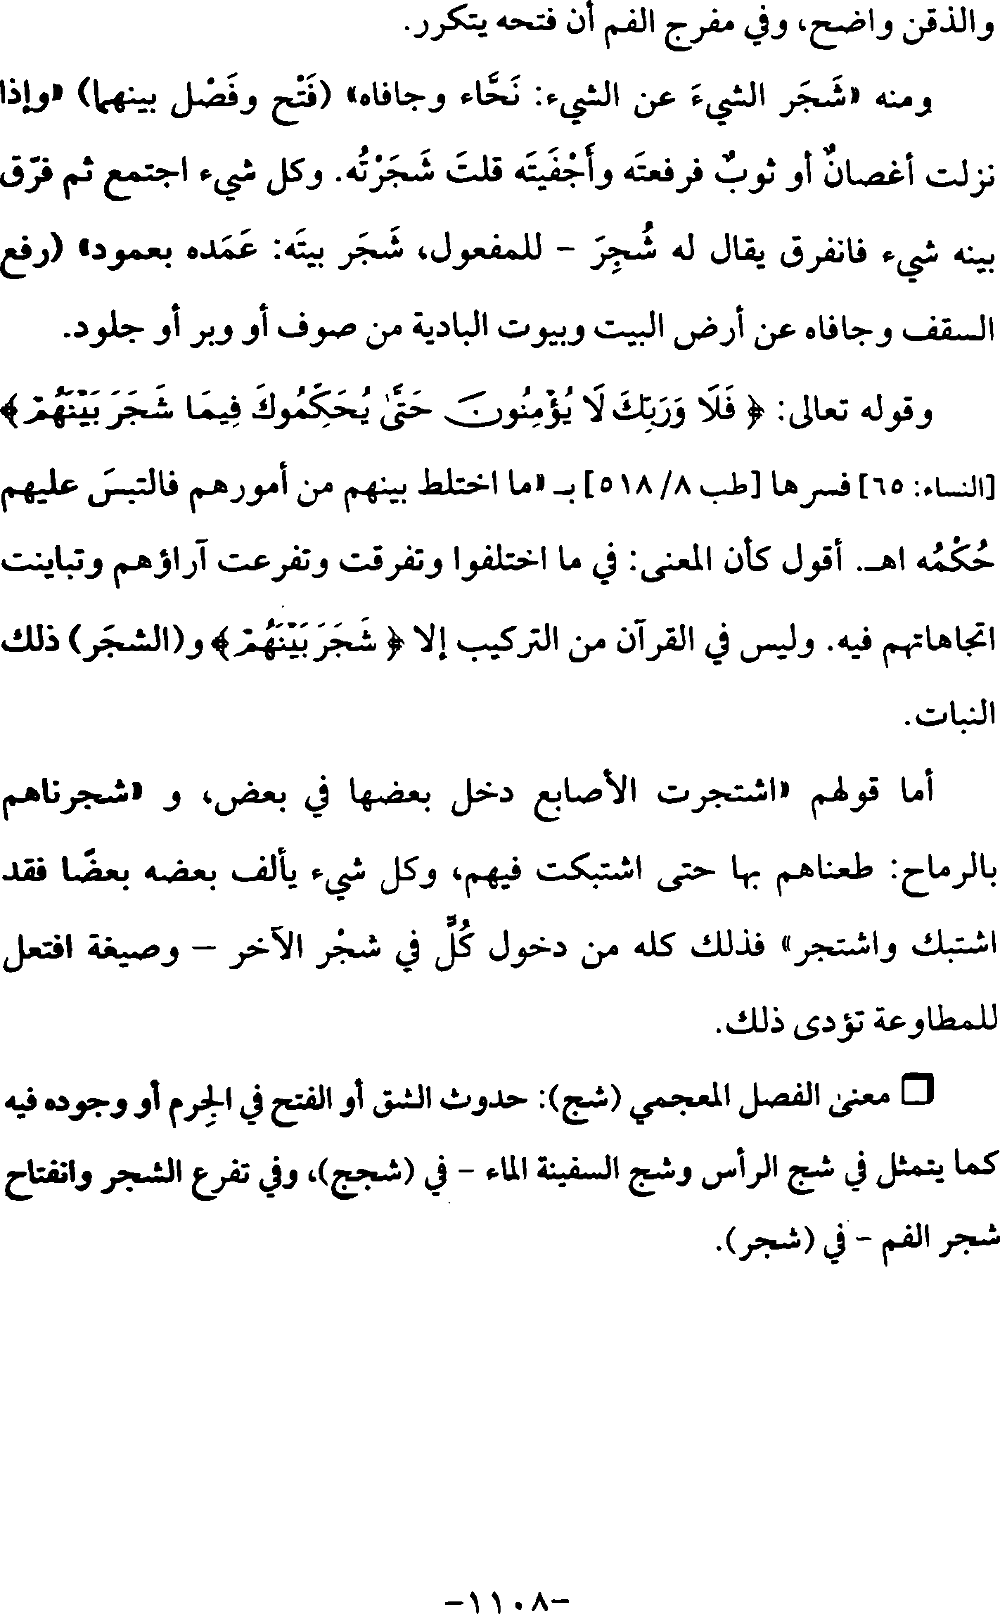 والذقن واضح، وفي مفرج الفم أن فتحه يتكرر.
ومنه «شَجَر الشيءَ عن الشيء: نَحَّاء وجافاه» (فَتْح وفَصْل بينهما) «وإذا
نزلت أغصانٌ أو ثوبٌ فرفعتَه وأَجْفَيتَه قلتَ شَجَرْتُه. وكل شيء اجتمع ثم فرّق
بينه شيء فانفرق يقال له شُجِرَ - للمفعول، شَجَر بيتَه: عَمَده بعمود» (رفع
السقف وجافاه عن أرض البيت وبيوت البادية من صوف أو وبر أو جلود.
وقوله تعالى: ﴿ فَلَا وَرَبِّكَ لَا يُؤْمِنُونَ حَتَّىٰ يُحَكِّمُوكَ فِيمَا شَجَرَ بَيْنَهُمْ ﴾
[النساء: ٦٥] فسرها [طب ٨/ ٥١٨] بـ «ما اختلط بينهم من أمورهم فالتبسَ عليهم
حُكْمُه اهـ. أقول كأن المعنى: في ما اختلفوا وتفرقت وتفرعت آراؤهم وتباينت
اتجاهاتهم فيه. وليس في القرآن من التركيب إلا ﴿ شَجَرَ بَيْنَهُمْ ﴾ و(الشجَر) ذلك
النبات.
أما قولهم «اشتجرت الأصابع دخل بعضها في بعض، و «شجرناهم
بالرماح: طعناهم بها حتى اشتبكت فيهم، وكل شيء يألف بعضه بعضًا فقد
اشتبك واشتجر» فذلك كله من دخول كُلٍّ في شجْر الآخر – وصيغة افتعل
للمطاوعة تؤدى ذلك.
❒ معنى الفصل المعجمي (شج): حدوث الشق أو الفتح في الجِرم أو وجوده فيه
كما يتمثل في شج الرأس وشج السفينة الماء - في (شجج)، وفي تفرع الشجر وانفتاح
شجر الفم - في (شجر).
-١١٠٨-